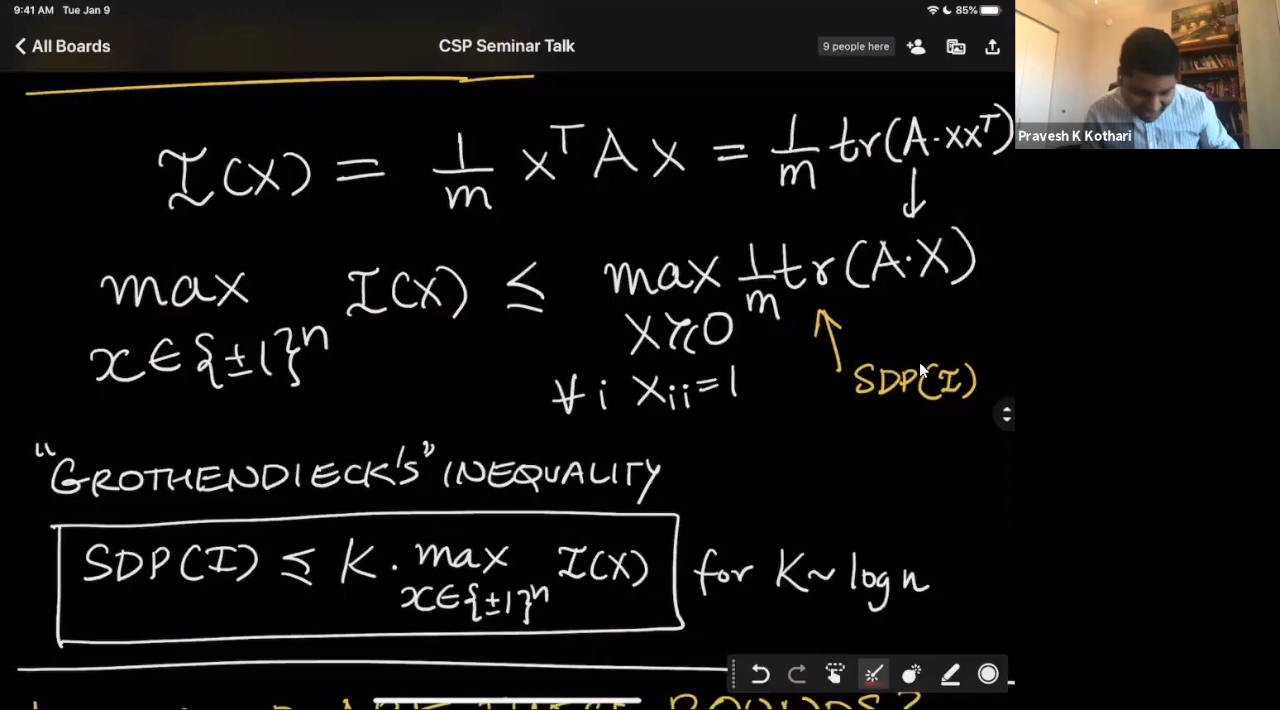 9:41 AM Tue Jan 9
85%
All Boards
CSP Seminar Talk
9 people here
Pravesh K Kothari
I(x) = 1/m x^T A x = 1/m tr(A·xx^T)
max I(x) ≤ max 1/m tr(A·X)
x∈{±1}^n X≽0
∀i X_ii=1
SDP(I)
"GROTHENDIECK'S" INEQUALITY
SDP(I) ≤ K. max I(x) for K~ log n
x∈{±1}^n
BOUNDS?